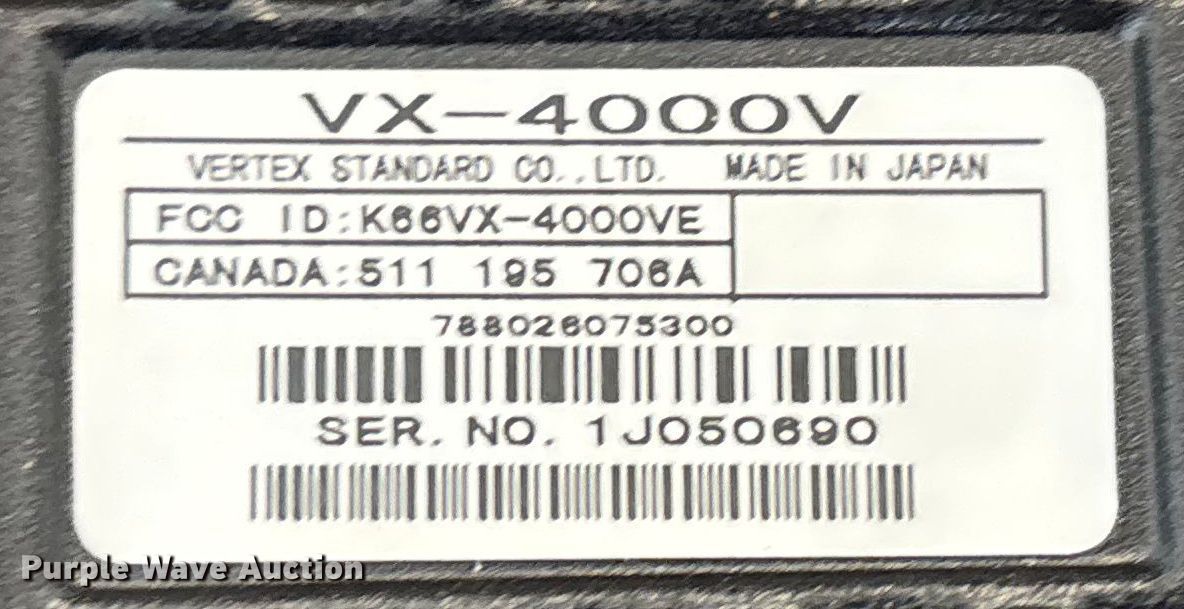 VX-4000V
VERTEX STANDARD CO.,LTD. MADE IN JAPAN
FCC ID:K66VX-4000VE
CANADA:511 195 706A
788026075300
SER. NO. 1J050690
Purple Wave Auction